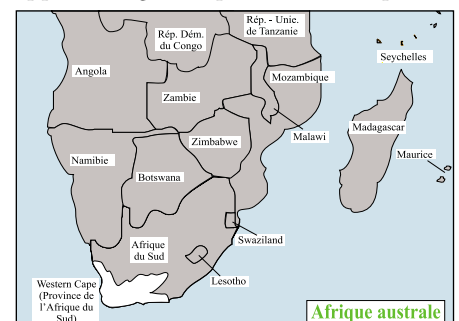 Rép. Dém.
du Congo
Rép. - Unie.
de Tanzanie
Seychelles
Angola
Mozambique
Zambie
Malawi
Madagascar
Zimbabwe
Maurice
Namibie
Botswana
Swaziland
Afrique
du Sud
Lesotho
Western Cape
(Province de
l'Afrique du
Sud)
Afrique australe